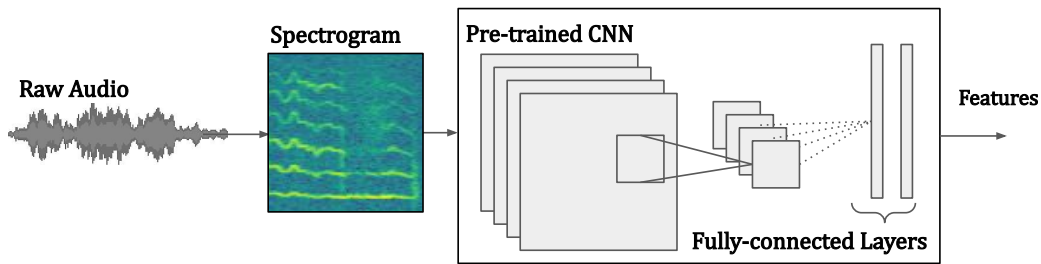 Raw Audio
Spectrogram
Pre-trained CNN
Fully-connected Layers
Features